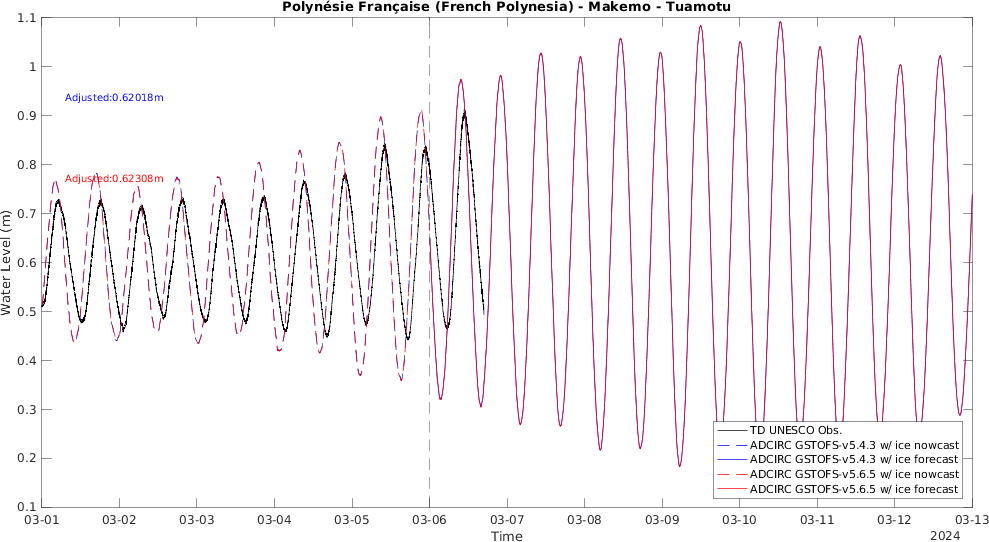 Polynésie Française (French Polynesia) - Makemo - Tuamotu
1.1
1
0.9
0.8
0.7
0.6
0.5
0.4
0.3
0.2
0.1
Water Level (m)
Adjusted:0.62018m
Adjusted:0.62308m
TD UNESCO Obs.
ADCIRC GSTOFS-v5.4.3 w/ ice nowcast
ADCIRC GSTOFS-v5.4.3 w/ ice forecast
ADCIRC GSTOFS-v5.6.5 w/ ice nowcast
ADCIRC GSTOFS-v5.6.5 w/ ice forecast
03-01 03-02 03-03 03-04 03-05 03-06 03-07 03-08 03-09 03-10 03-11 03-12 03-13
Time
2024